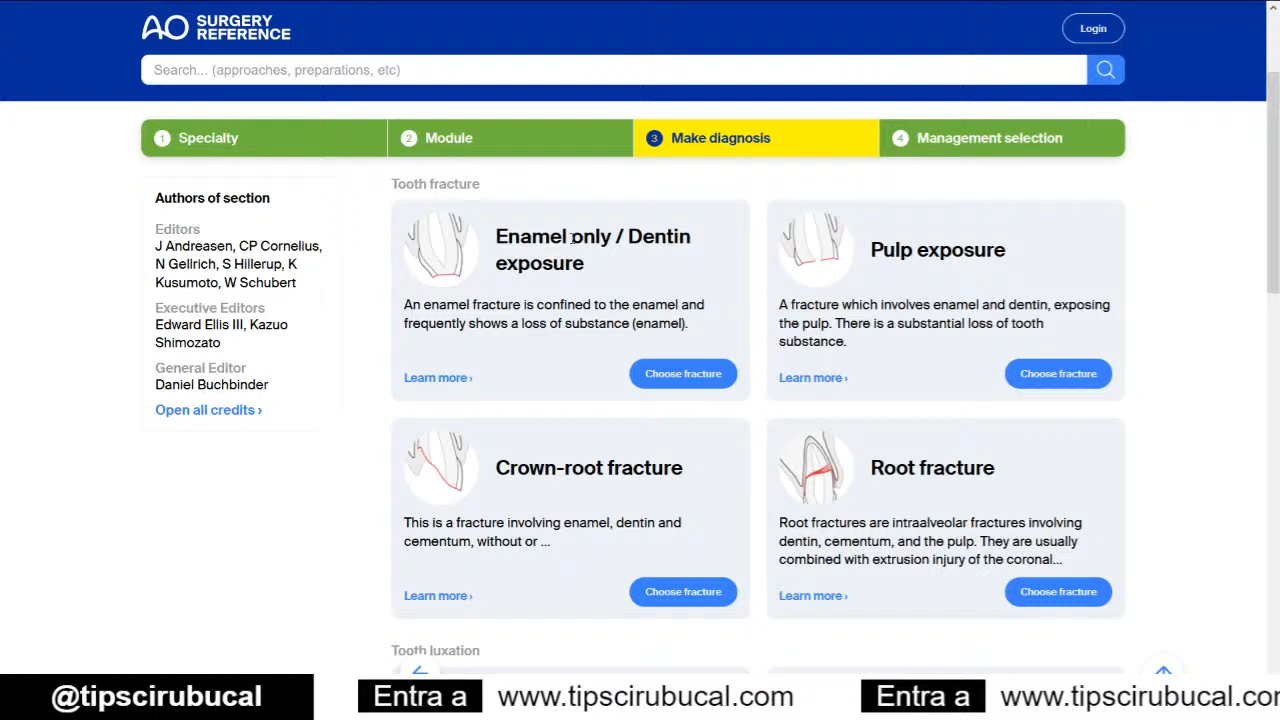 AO SURGERY
REFERENCE
Login
Search... (approaches, preparations, etc)
1 Specialty
2 Module
3 Make diagnosis
4 Management selection
Authors of section
Editors
J Andreasen, CP Cornelius,
N Gellrich, S Hillerup, K
Kusumoto, W Schubert
Executive Editors
Edward Ellis III, Kazuo
Shimozato
General Editor
Daniel Buchbinder
Open all credits ›
Tooth fracture
Enamel only / Dentin
exposure
An enamel fracture is confined to the enamel and
frequently shows a loss of substance (enamel).
Learn more ›
Choose fracture
Pulp exposure
A fracture which involves enamel and dentin, exposing
the pulp. There is a substantial loss of tooth
substance.
Learn more ›
Choose fracture
Crown-root fracture
This is a fracture involving enamel, dentin and
cementum, without or ...
Learn more ›
Choose fracture
Root fracture
Root fractures are intraalveolar fractures involving
dentin, cementum, and the pulp. They are usually
combined with extrusion injury of the coronal...
Learn more ›
Choose fracture
Tooth luxation
@tipscirubucal
Entra a www.tipscirubucal.com
Entra a www.tipscirubucal.co